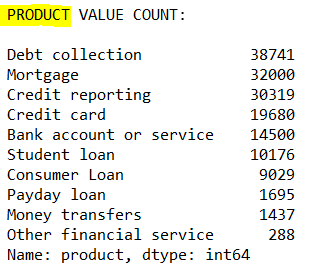 PRODUCT VALUE COUNT:
Debt collection 38741
Mortgage 32000
Credit reporting 30319
Credit card 19680
Bank account or service 14500
Student loan 10176
Consumer Loan 9029
Payday loan 1695
Money transfers 1437
Other financial service 288
Name: product, dtype: int64